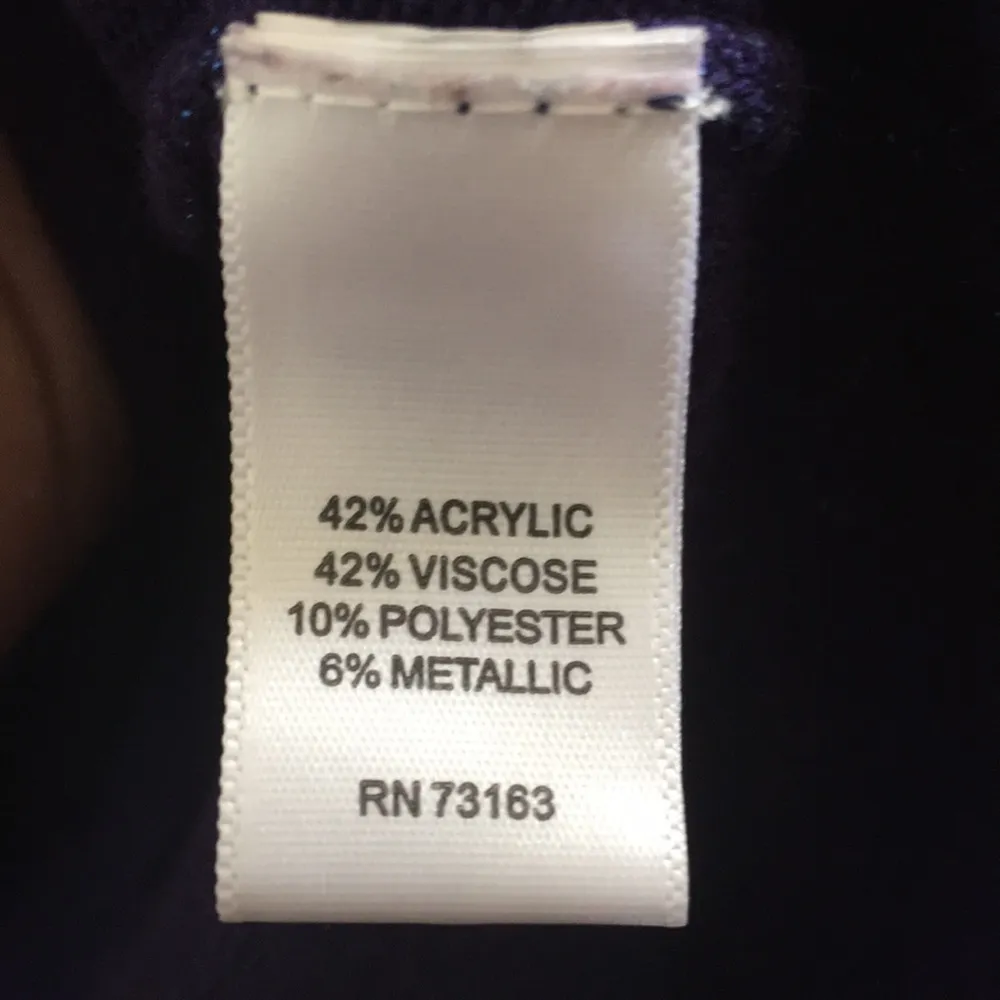 42% ACRYLIC
42% VISCOSE
10% POLYESTER
6% METALLIC
RN 73163